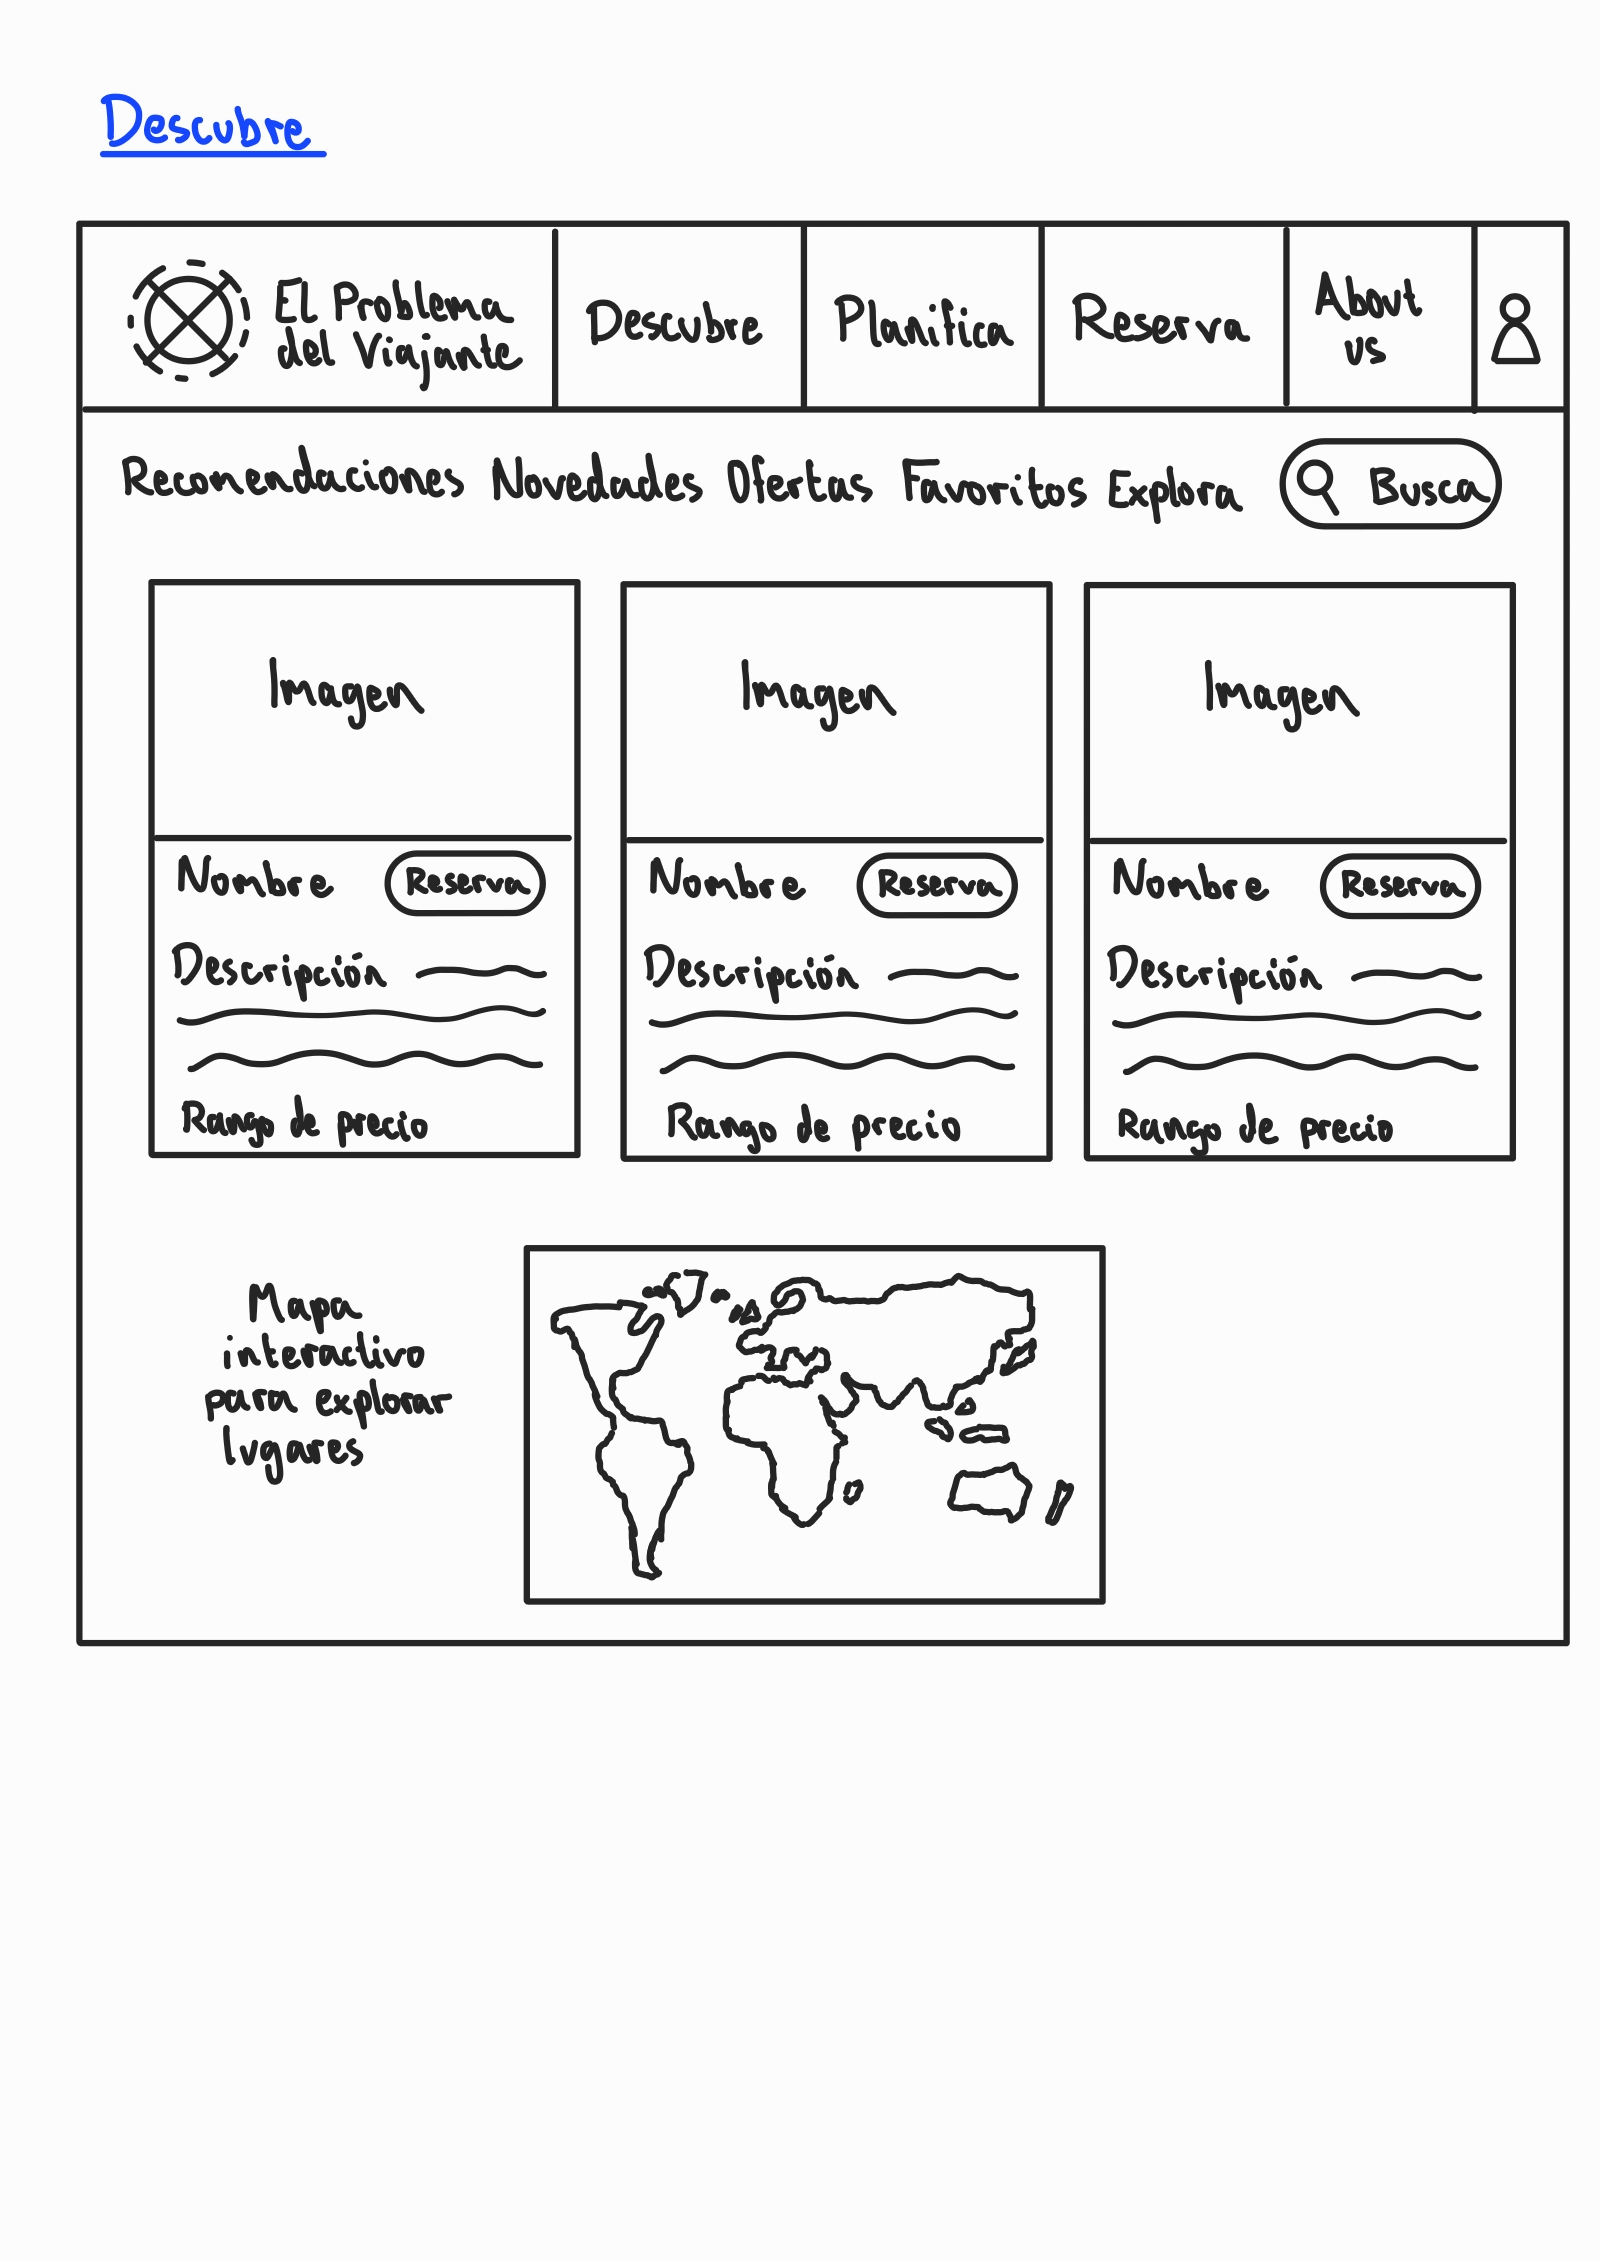 Descubre
El Problema
del Viajante
Descubre
Planifica
Reserva
About
us
Recomendaciones Novedades Ofertas Favoritos Explora
Busca
Imagen
Nombre
Reserva
Descripción
Rango de precio
Imagen
Nombre
Reserva
Descripción
Rango de precio
Imagen
Nombre
Reserva
Descripción
Rango de precio
Mapa
interactivo
para explorar
lugares